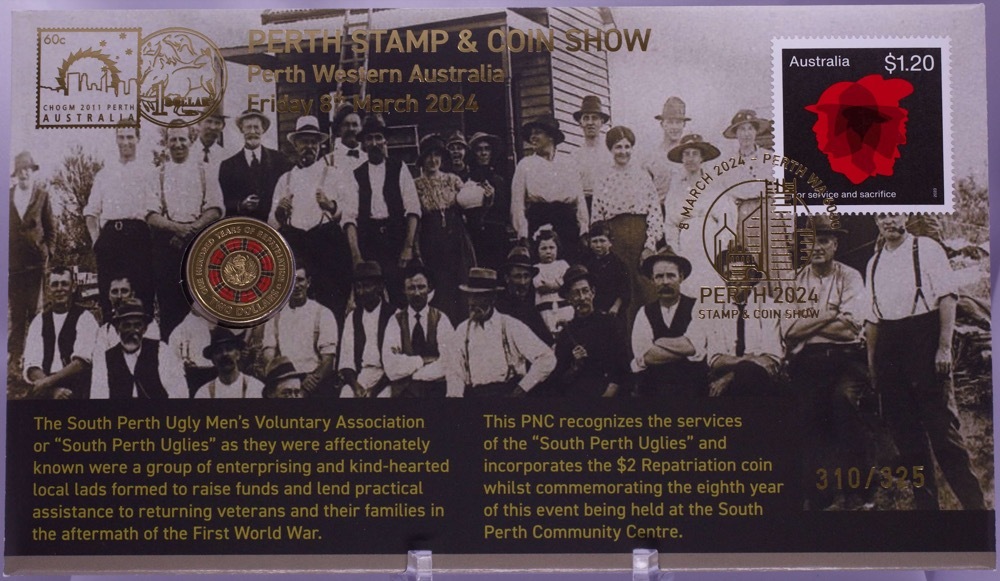 60c
CHOGM 2011 PERTH
AUSTRALIA
1 DOLLAR
PERTH STAMP & COIN SHOW
Perth Western Australia
Friday 8th March 2024
Australia
$1.20
For service and sacrifice
8 MARCH 2024 - PERTH WA
PERTH 2024
STAMP & COIN SHOW
ONE HUNDRED YEARS OF REPATRIATION
TWO DOLLARS
The South Perth Ugly Men's Voluntary Association
or "South Perth Uglies" as they were affectionately
known were a group of enterprising and kind-hearted
local lads formed to raise funds and lend practical
assistance to returning veterans and their families in
the aftermath of the First World War.
This PNC recognizes the services
of the "South Perth Uglies" and
incorporates the $2 Repatriation coin
whilst commemorating the eighth year
of this event being held at the South
Perth Community Centre.
310/325